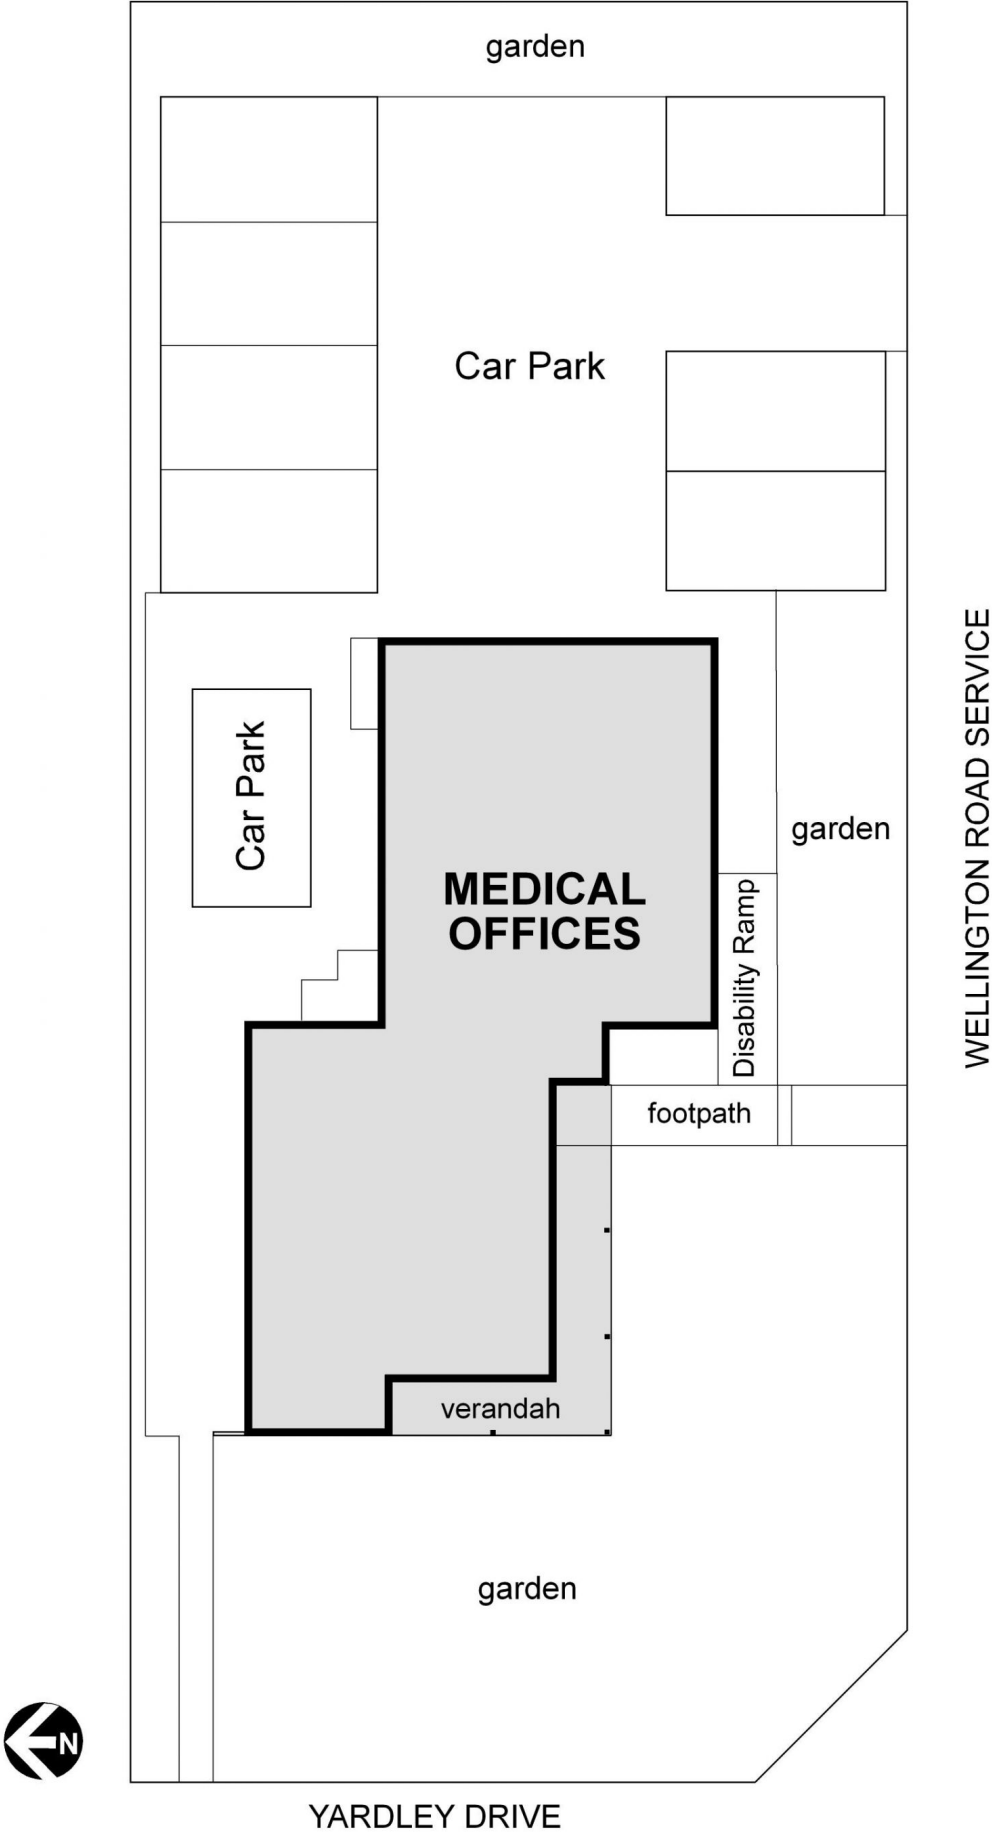 garden
Car Park
Car Park
MEDICAL
OFFICES
garden
Disability Ramp
footpath
verandah
garden
WELLINGTON ROAD SERVICE
N
YARDLEY DRIVE